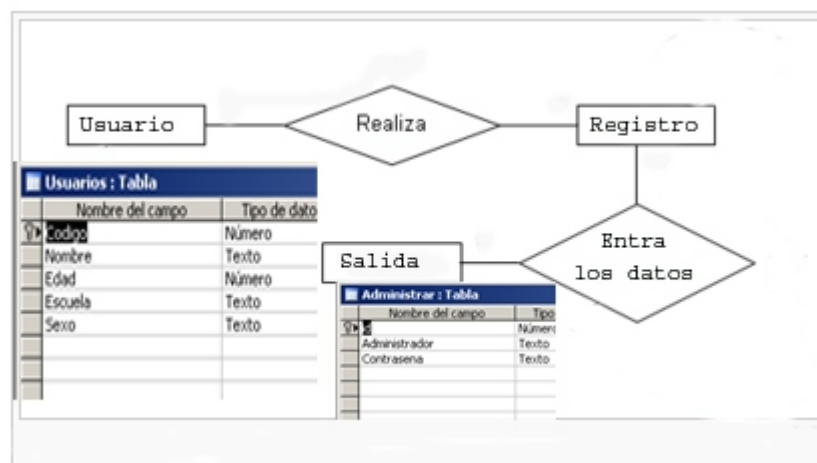 Usuario
Realiza
Registro
Usuarios : Tabla
Nombre del campo Tipo de dato
Codigo Número
Nombre Texto
Edad Número
Escuela Texto
Sexo Texto
Entra
los datos
Salida
Administrar : Tabla
Nombre del campo Tipo
Número
Administrador Texto
Contrasena Texto